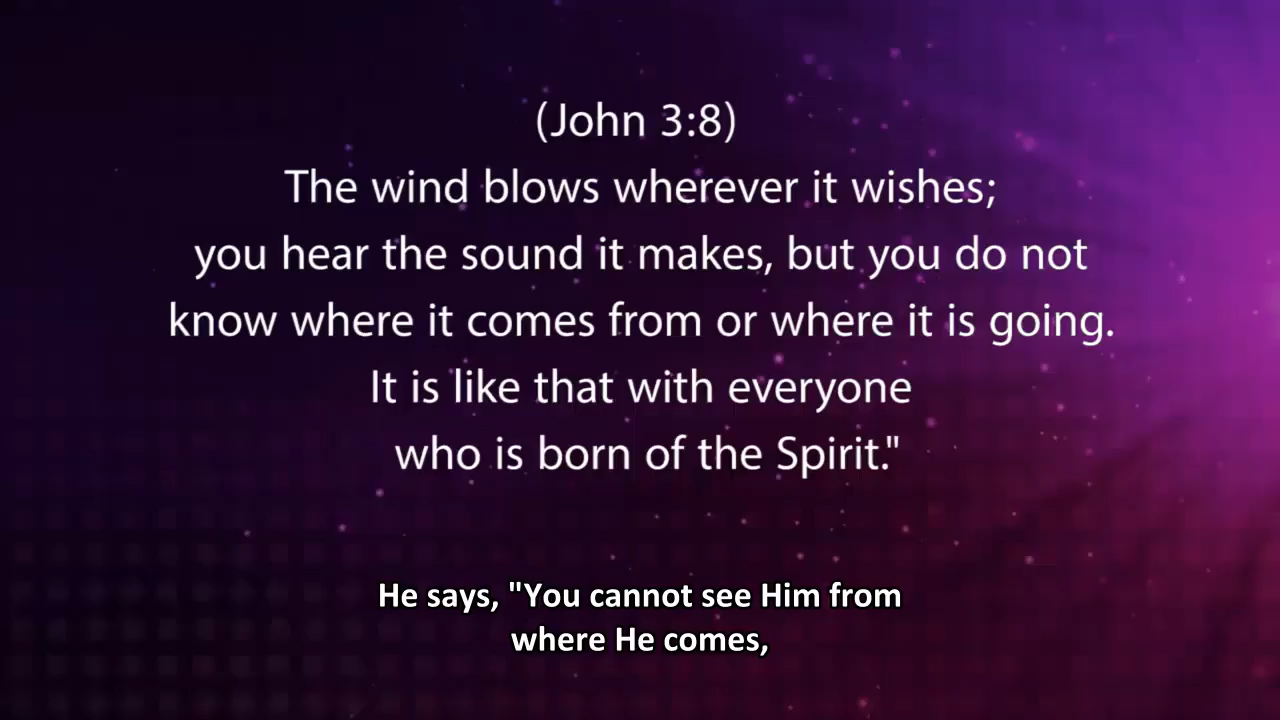 (John 3:8)
The wind blows wherever it wishes;
you hear the sound it makes, but you do not
know where it comes from or where it is going.
It is like that with everyone
who is born of the Spirit."
He says, "You cannot see Him from
where He comes,